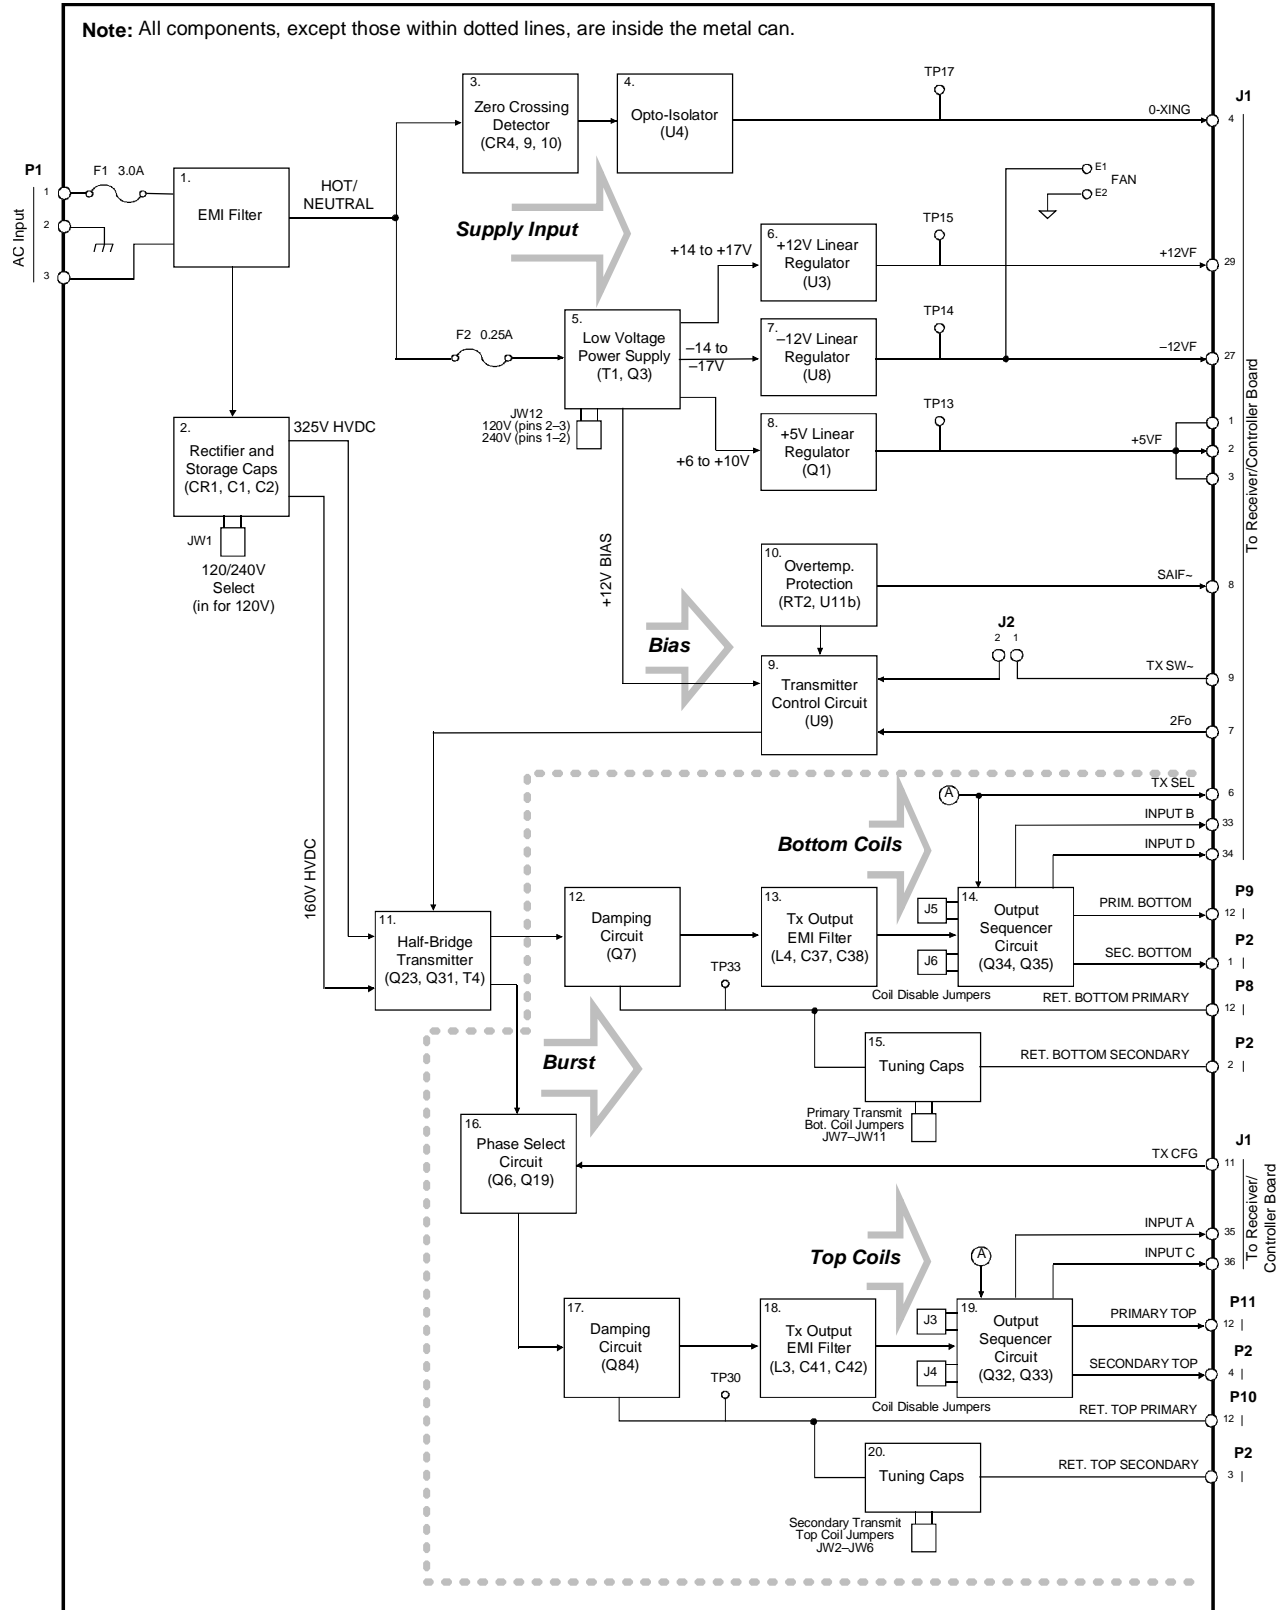 Note: All components, except those within dotted lines, are inside the metal can.
TP17
J1
3.
Zero Crossing
Detector
(CR4, 9, 10)
4.
Opto-Isolator
(U4)
0-XING
4
P1
AC Input
1
2
3
F1 3.0A
1.
EMI Filter
HOT/
NEUTRAL
Supply Input
E1
E2
FAN
TP15
+14 to +17V
6.
+12V Linear
Regulator
(U3)
+12VF
29
F2 0.25A
5.
Low Voltage
Power Supply
(T1, Q3)
–14 to
–17V
7.
–12V Linear
Regulator
(U8)
TP14
–12VF
27
JW12
120V (pins 2–3)
240V (pins 1–2)
+6 to +10V
8.
+5V Linear
Regulator
(Q1)
TP13
+5VF
1
2
3
To Receiver/Controller Board
2.
Rectifier and
Storage Caps
(CR1, C1, C2)
325V HVDC
JW1
120/240V
Select
(in for 120V)
+12V BIAS
10.
Overtemp.
Protection
(RT2, U11b)
SAIF~
8
Bias
J2
2 1
9.
Transmitter
Control Circuit
(U9)
TX SW~
9
2Fo
7
A
TX SEL
6
INPUT B
33
INPUT D
34
Bottom Coils
160V HVDC
11.
Half-Bridge
Transmitter
(Q23, Q31, T4)
12.
Damping
Circuit
(Q7)
13.
Tx Output
EMI Filter
(L4, C37, C38)
J5
J6
Coil Disable Jumpers
14.
Output
Sequencer
Circuit
(Q34, Q35)
P9
PRIM. BOTTOM
12
P2
SEC. BOTTOM
1
P8
TP33
RET. BOTTOM PRIMARY
12
P2
Burst
15.
Tuning Caps
RET. BOTTOM SECONDARY
2
Primary Transmit
Bot. Coil Jumpers
JW7–JW11
16.
Phase Select
Circuit
(Q6, Q19)
J1
TX CFG
11
To Receiver/
Controller Board
Top Coils
A
INPUT A
35
INPUT C
36
17.
Damping
Circuit
(Q84)
18.
Tx Output
EMI Filter
(L3, C41, C42)
J3
J4
Coil Disable Jumpers
19.
Output
Sequencer
Circuit
(Q32, Q33)
P11
PRIMARY TOP
12
P2
SECONDARY TOP
4
P10
TP30
RET. TOP PRIMARY
12
P2
20.
Tuning Caps
RET. TOP SECONDARY
3
Secondary Transmit
Top Coil Jumpers
JW2–JW6